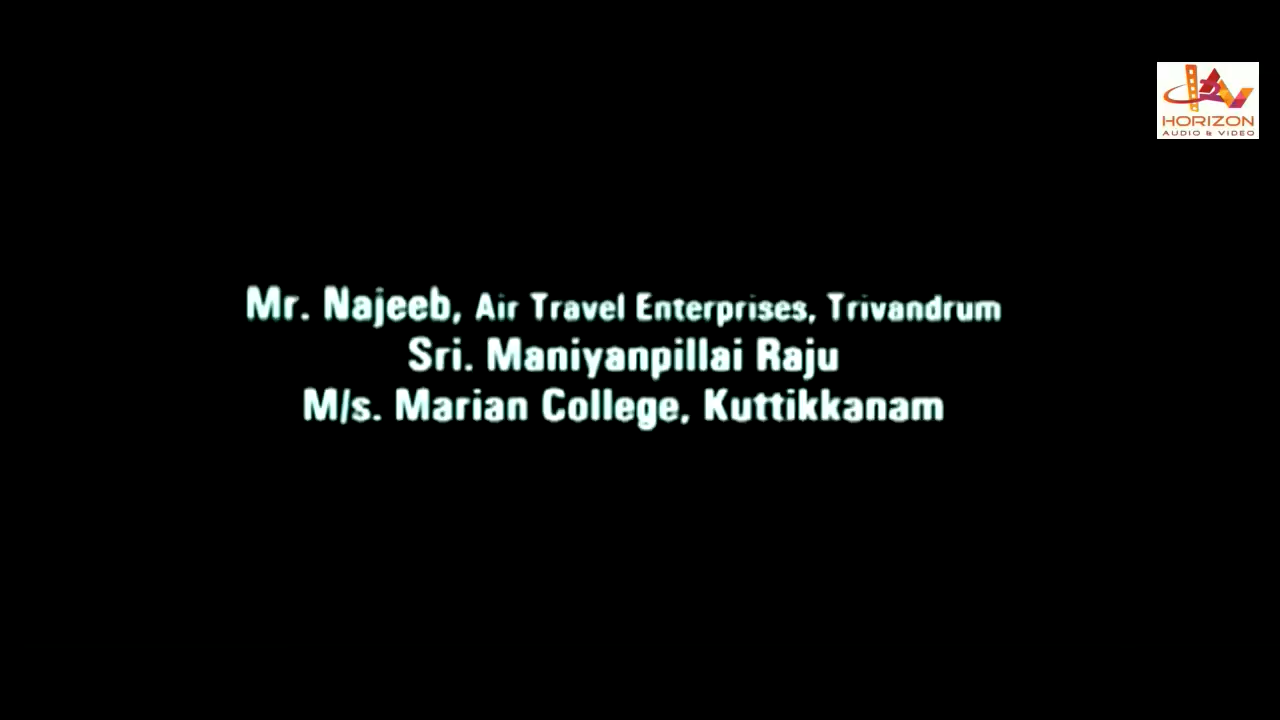 HORIZON
AUDIO & VIDEO
Mr. Najeeb, Air Travel Enterprises, Trivandrum
Sri. Maniyanpillai Raju
M/s. Marian College, Kuttikkanam